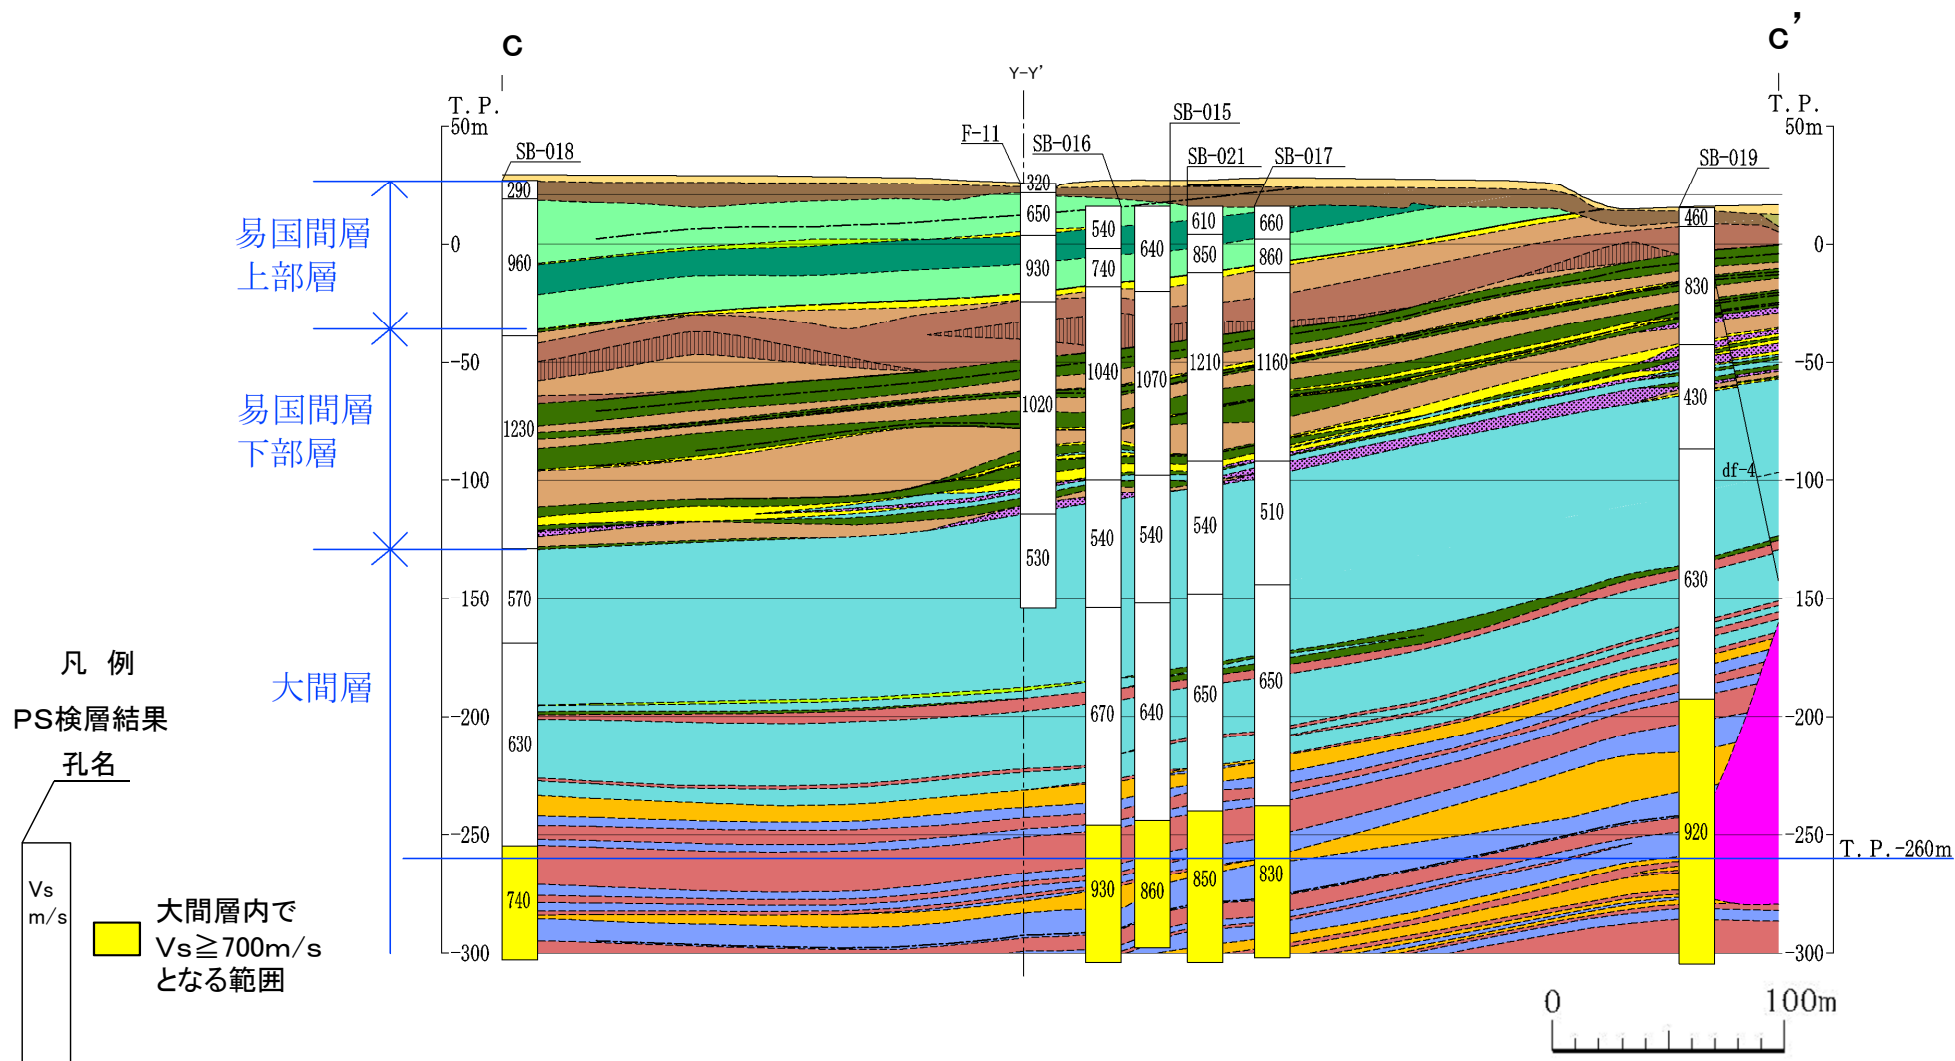 C
C’
Y-Y’
T. P.
T. P.
50m
50m
SB-018
F-11
SB-016
SB-015
SB-021
SB-017
SB-019
290
960
1230
570
630
740
320
650
930
1020
530
540
740
1040
540
670
930
640
1070
540
640
860
610
850
1210
540
650
850
660
860
1160
510
650
830
460
830
430
630
920
df-4
0
-50
-100
150
-200
-250
-300
0
-50
-100
-150
-200
-250
-300
T. P. -260m
易国間層
上部層
易国間層
下部層
大間層
凡 例
PS検層結果
孔名
Vs
m/s
大間層内で
Vs≧700m/s
となる範囲
0
100m